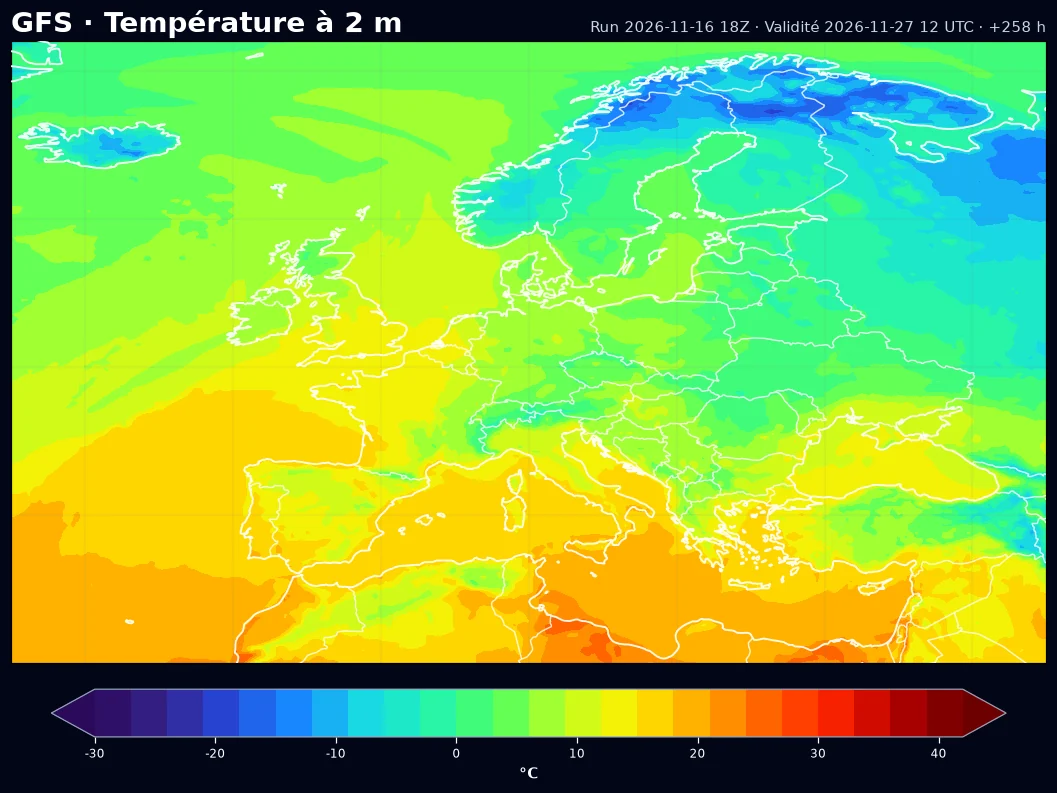 GFS · Température à 2 m
Run 2026-11-16 18Z · Validité 2026-11-27 12 UTC · +258 h
-30 -20 -10 0 10 20 30 40
°C